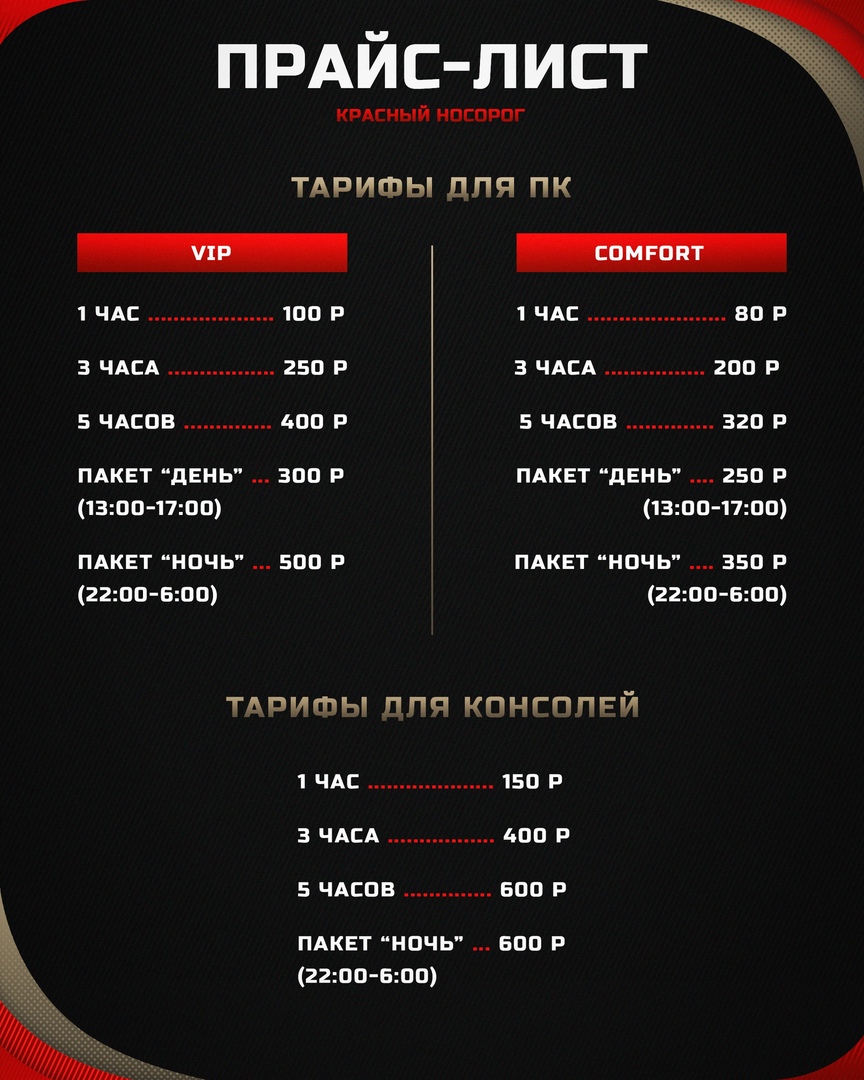 ПРАЙС-ЛИСТ
КРАСНЫЙ НОСОРОГ
ТАРИФЫ ДЛЯ ПК
VIP
1 ЧАС .................... 100 Р
3 ЧАСА ................. 250 Р
5 ЧАСОВ .............. 400 Р
ПАКЕТ “ДЕНЬ” ... 300 Р
(13:00-17:00)
ПАКЕТ “НОЧЬ” ... 500 Р
(22:00-6:00)
COMFORT
1 ЧАС ...................... 80 Р
3 ЧАСА ................ 200 Р
5 ЧАСОВ .............. 320 Р
ПАКЕТ “ДЕНЬ” .... 250 Р
(13:00-17:00)
ПАКЕТ “НОЧЬ” .... 350 Р
(22:00-6:00)
ТАРИФЫ ДЛЯ КОНСОЛЕЙ
1 ЧАС .................... 150 Р
3 ЧАСА ................. 400 Р
5 ЧАСОВ .............. 600 Р
ПАКЕТ “НОЧЬ” ... 600 Р
(22:00-6:00)